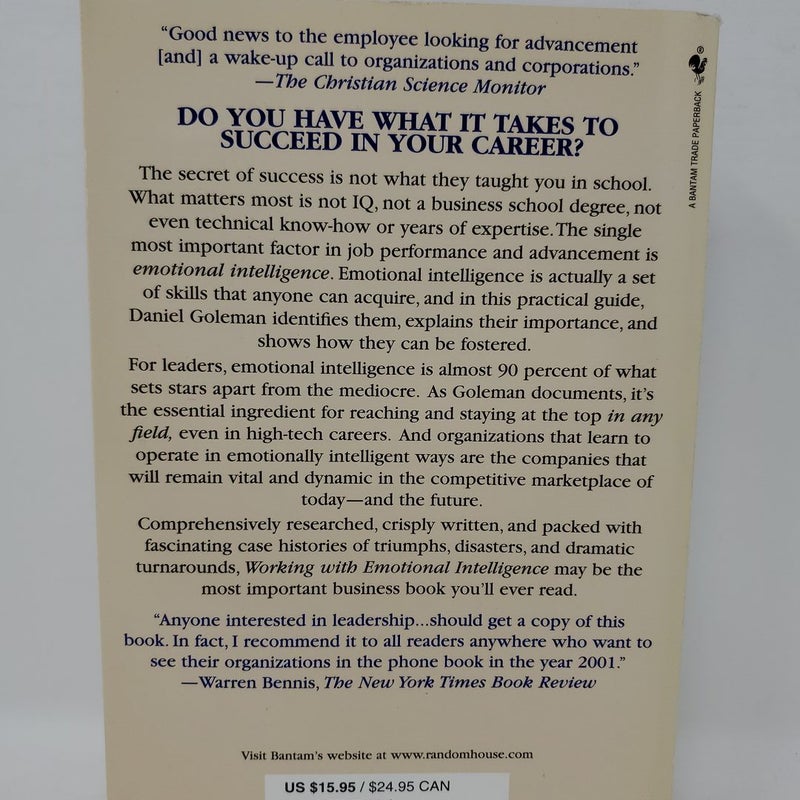 “Good news to the employee looking for advancement
[and] a wake-up call to organizations and corporations.”
—The Christian Science Monitor
DO YOU HAVE WHAT IT TAKES TO
SUCCEED IN YOUR CAREER?
The secret of success is not what they taught you in school.
What matters most is not IQ, not a business school degree, not
even technical know-how or years of expertise. The single
most important factor in job performance and advancement is
emotional intelligence. Emotional intelligence is actually a set
of skills that anyone can acquire, and in this practical guide,
Daniel Goleman identifies them, explains their importance, and
shows how they can be fostered.
For leaders, emotional intelligence is almost 90 percent of what
sets stars apart from the mediocre. As Goleman documents, it’s
the essential ingredient for reaching and staying at the top in any
field, even in high-tech careers. And organizations that learn to
operate in emotionally intelligent ways are the companies that
will remain vital and dynamic in the competitive marketplace of
today—and the future.
Comprehensively researched, crisply written, and packed with
fascinating case histories of triumphs, disasters, and dramatic
turnarounds, Working with Emotional Intelligence may be the
most important business book you’ll ever read.
“Anyone interested in leadership...should get a copy of this
book. In fact, I recommend it to all readers anywhere who want to
see their organizations in the phone book in the year 2001.”
—Warren Bennis, The New York Times Book Review
Visit Bantam’s website at www.randomhouse.com
US $15.95 / $24.95 CAN
A BANTAM TRADE PAPERBACK
®